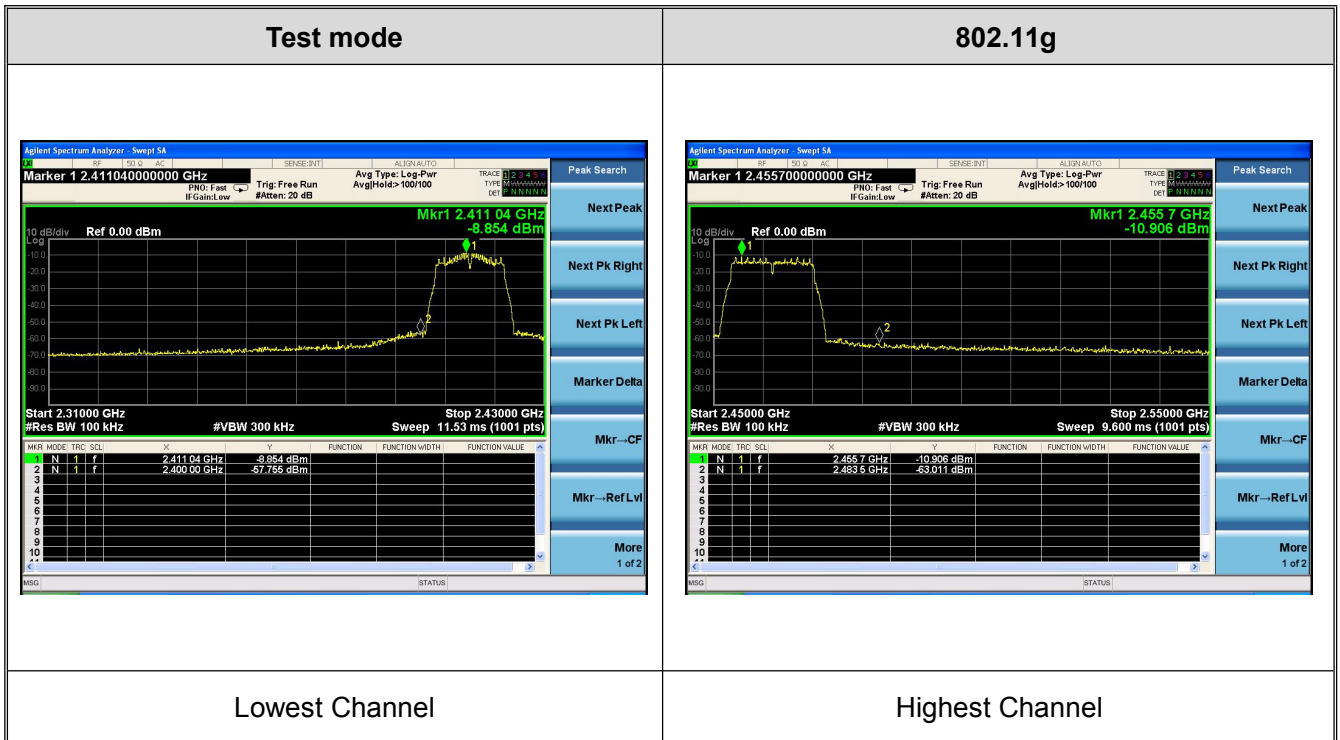 Test mode
802.11g
Agilent Spectrum Analyzer - Swept SA
RF 50 Ω AC SENSE:INT ALIGN AUTO
Marker 1 2.411040000000 GHz
PNO: Fast
IFGain:Low
Trig: Free Run
#Atten: 20 dB
Avg Type: Log-Pwr
Avg|Hold:>100/100
TRACE 1 2 3 4 5 6
TYPE M
DET P N N N N N
Mkr1 2.411 04 GHz
-8.854 dBm
10 dB/div Ref 0.00 dBm
Log
1
-10.0
-20.0
-30.0
-40.0
-50.0
2
-60.0
-70.0
-80.0
-90.0
Start 2.31000 GHz Stop 2.43000 GHz
#Res BW 100 kHz #VBW 300 kHz Sweep 11.53 ms (1001 pts)
MKR MODE TRC SCL X Y FUNCTION FUNCTION WIDTH FUNCTION VALUE
1 N 1 f 2.411 04 GHz -8.854 dBm
2 N 1 f 2.400 00 GHz -57.755 dBm
3
4
5
6
7
8
9
10
MSG STATUS
Peak Search
Next Peak
Next Pk Right
Next Pk Left
Marker Delta
Mkr→CF
Mkr→Ref Lvl
More
1 of 2
Agilent Spectrum Analyzer - Swept SA
RF 50 Ω AC SENSE:INT ALIGN AUTO
Marker 1 2.455700000000 GHz
PNO: Fast
IFGain:Low
Trig: Free Run
#Atten: 20 dB
Avg Type: Log-Pwr
Avg|Hold:>100/100
TRACE 1 2 3 4 5 6
TYPE M
DET P N N N N N
Mkr1 2.455 7 GHz
-10.906 dBm
10 dB/div Ref 0.00 dBm
Log
1
-10.0
-20.0
-30.0
-40.0
-50.0
2
-60.0
-70.0
-80.0
-90.0
Start 2.45000 GHz Stop 2.55000 GHz
#Res BW 100 kHz #VBW 300 kHz Sweep 9.600 ms (1001 pts)
MKR MODE TRC SCL X Y FUNCTION FUNCTION WIDTH FUNCTION VALUE
1 N 1 f 2.455 7 GHz -10.906 dBm
2 N 1 f 2.483 5 GHz -63.011 dBm
3
4
5
6
7
8
9
10
MSG STATUS
Peak Search
Next Peak
Next Pk Right
Next Pk Left
Marker Delta
Mkr→CF
Mkr→Ref Lvl
More
1 of 2
Lowest Channel
Highest Channel